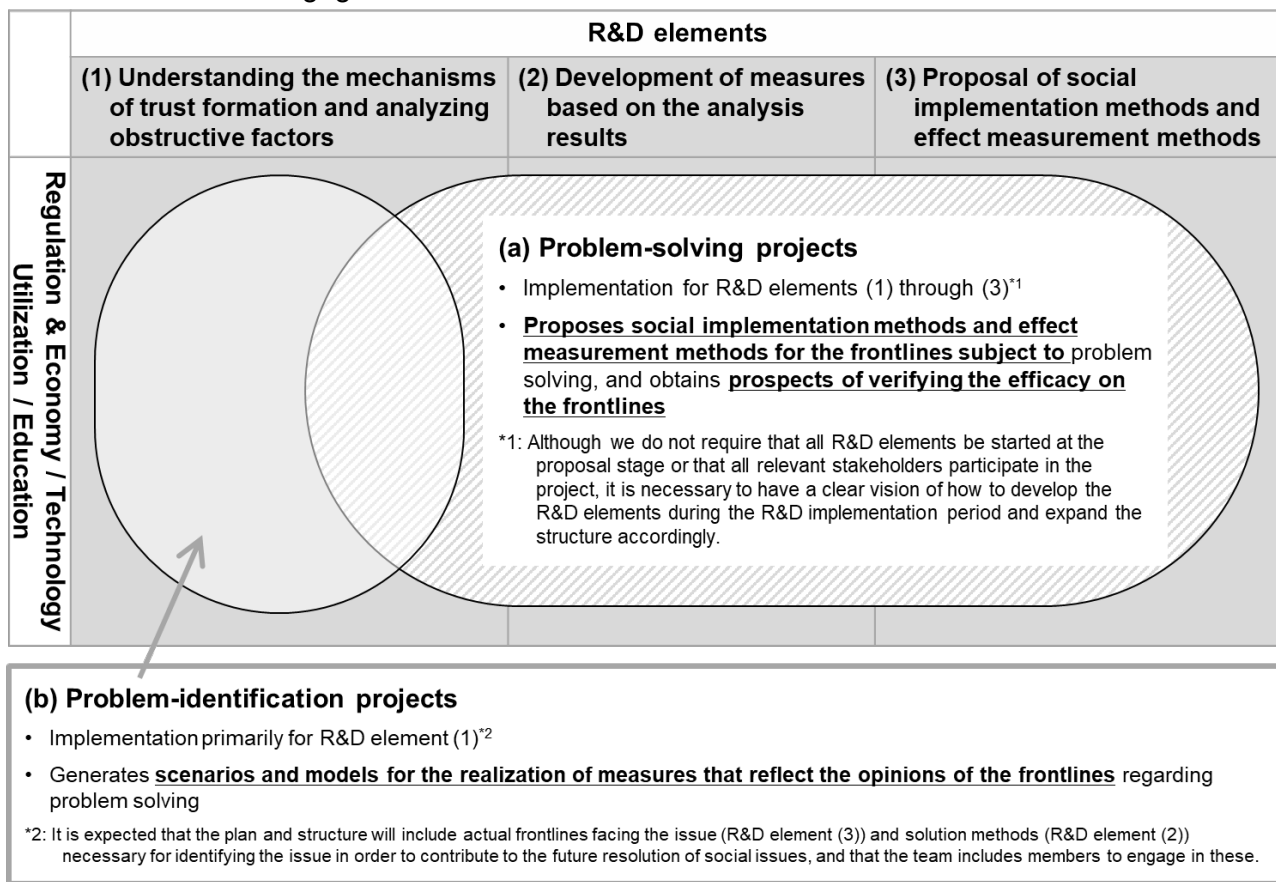 R&D elements
(1) Understanding the mechanisms
of trust formation and analyzing
obstructive factors
(2) Development of measures
based on the analysis
results
(3) Proposal of social
implementation methods and
effect measurement methods
Regulation & Economy / Technology
Utilization / Education
(a) Problem-solving projects
• Implementation for R&D elements (1) through (3)*1
• Proposes social implementation methods and effect
measurement methods for the frontlines subject to problem
solving, and obtains prospects of verifying the efficacy on
the frontlines
*1: Although we do not require that all R&D elements be started at the
proposal stage or that all relevant stakeholders participate in the
project, it is necessary to have a clear vision of how to develop the
R&D elements during the R&D implementation period and expand the
structure accordingly.
(b) Problem-identification projects
• Implementation primarily for R&D element (1)*2
• Generates scenarios and models for the realization of measures that reflect the opinions of the frontlines regarding
problem solving
*2: It is expected that the plan and structure will include actual frontlines facing the issue (R&D element (3)) and solution methods (R&D element (2))
necessary for identifying the issue in order to contribute to the future resolution of social issues, and that the team includes members to engage in these.